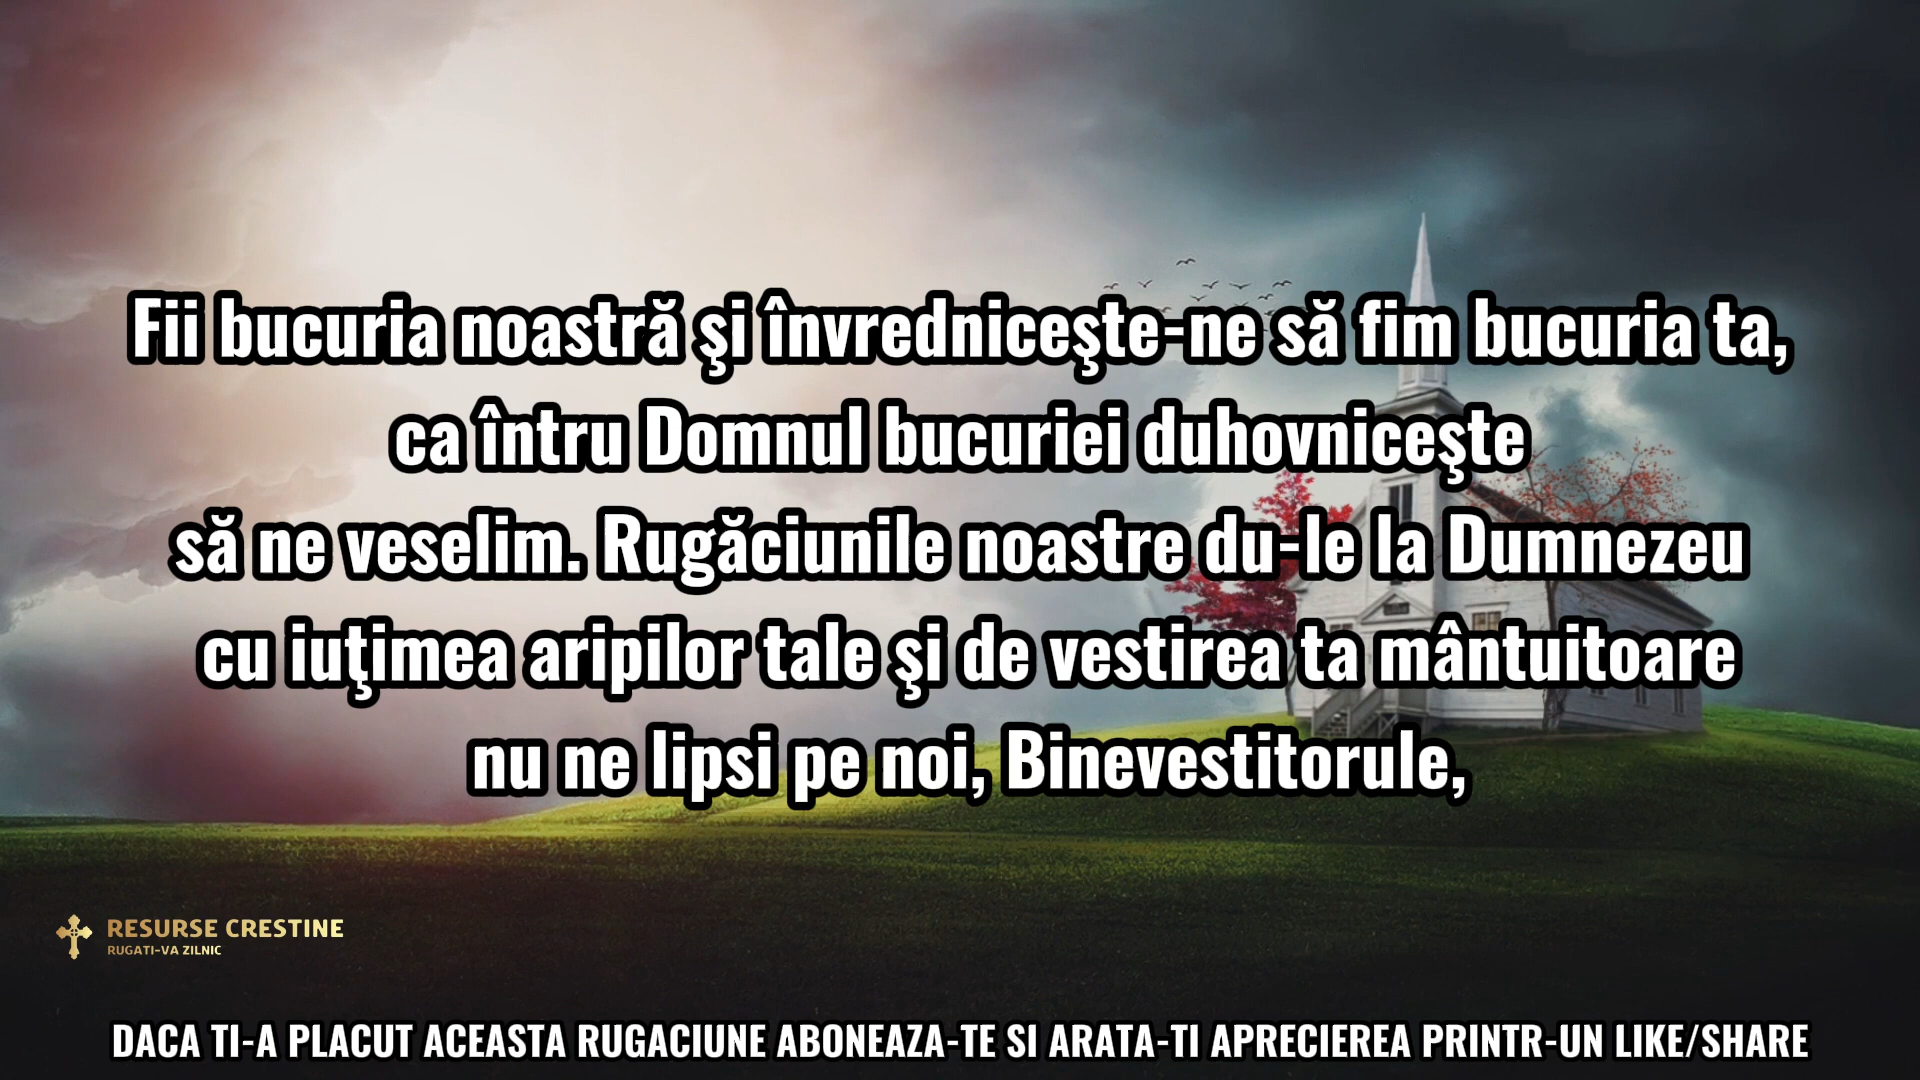 Fii bucuria noastră şi învredniceşte-ne să fim bucuria ta,
ca întru Domnul bucuriei duhovniceşte
să ne veselim. Rugăciunile noastre du-le la Dumnezeu
cu iuţimea aripilor tale şi de vestirea ta mântuitoare
nu ne lipsi pe noi, Binevestitorule,
RESURSE CRESTINE
RUGATI-VA ZILNIC
DACA TI-A PLACUT ACEASTA RUGACIUNE ABONEAZA-TE SI ARATA-TI APRECIEREA PRINTR-UN LIKE/SHARE